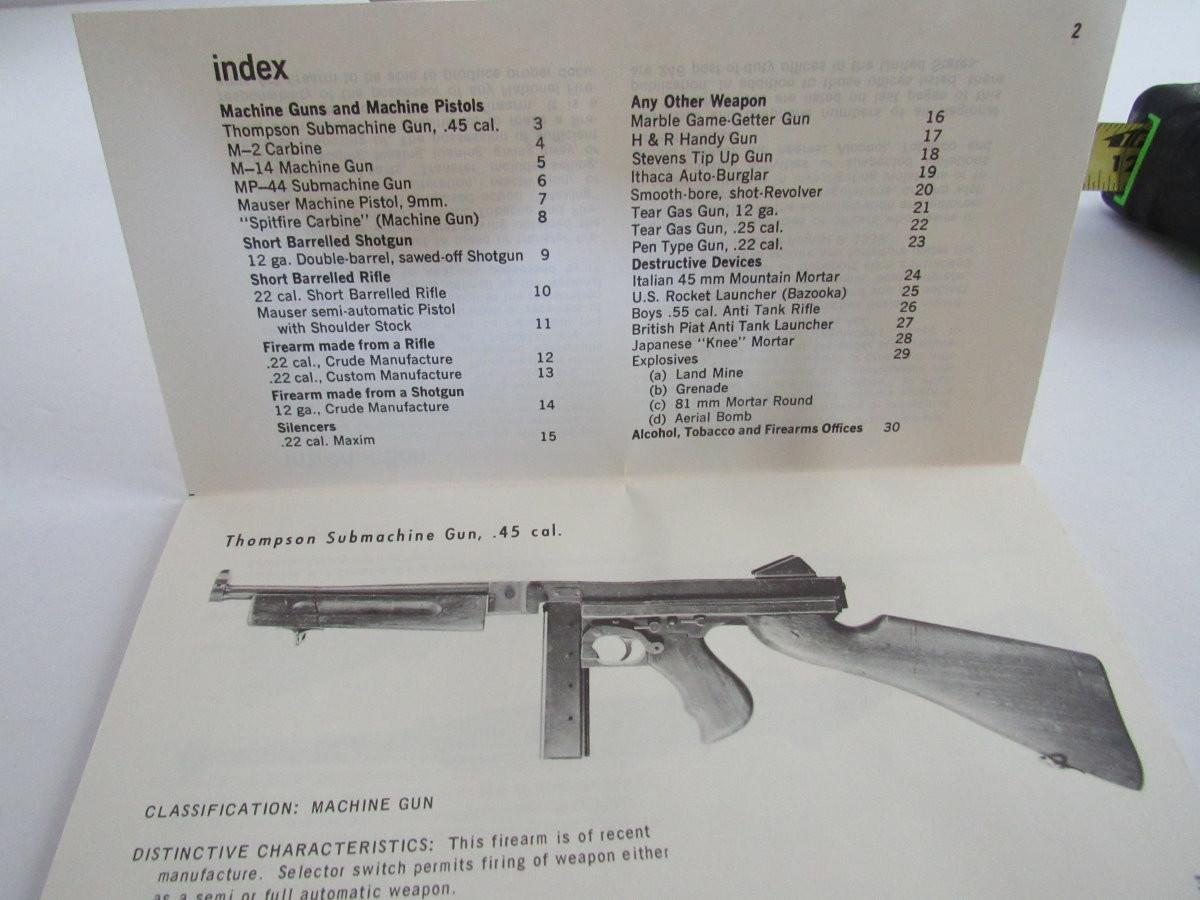 2
index
Machine Guns and Machine Pistols
Thompson Submachine Gun, .45 cal. 3
M–2 Carbine 4
M–14 Machine Gun 5
MP–44 Submachine Gun 6
Mauser Machine Pistol, 9mm. 7
"Spitfire Carbine" (Machine Gun) 8
Short Barrelled Shotgun
12 ga. Double-barrel, sawed-off Shotgun 9
Short Barrelled Rifle
22 cal. Short Barrelled Rifle 10
Mauser semi-automatic Pistol
with Shoulder Stock 11
Firearm made from a Rifle
.22 cal., Crude Manufacture 12
.22 cal., Custom Manufacture 13
Firearm made from a Shotgun
12 ga., Crude Manufacture 14
Silencers
.22 cal. Maxim 15
Any Other Weapon
Marble Game-Getter Gun 16
H & R Handy Gun 17
Stevens Tip Up Gun 18
Ithaca Auto-Burglar 19
Smooth-bore, shot-Revolver 20
Tear Gas Gun, 12 ga. 21
Tear Gas Gun, .25 cal. 22
Pen Type Gun, .22 cal. 23
Destructive Devices
Italian 45 mm Mountain Mortar 24
U.S. Rocket Launcher (Bazooka) 25
Boys .55 cal. Anti Tank Rifle 26
British Piat Anti Tank Launcher 27
Japanese "Knee" Mortar 28
Explosives 29
(a) Land Mine
(b) Grenade
(c) 81 mm Mortar Round
(d) Aerial Bomb
Alcohol, Tobacco and Firearms Offices 30
Thompson Submachine Gun, .45 cal.
CLASSIFICATION: MACHINE GUN
DISTINCTIVE CHARACTERISTICS: This firearm is of recent
manufacture. Selector switch permits firing of weapon either
as a semi or full automatic weapon.